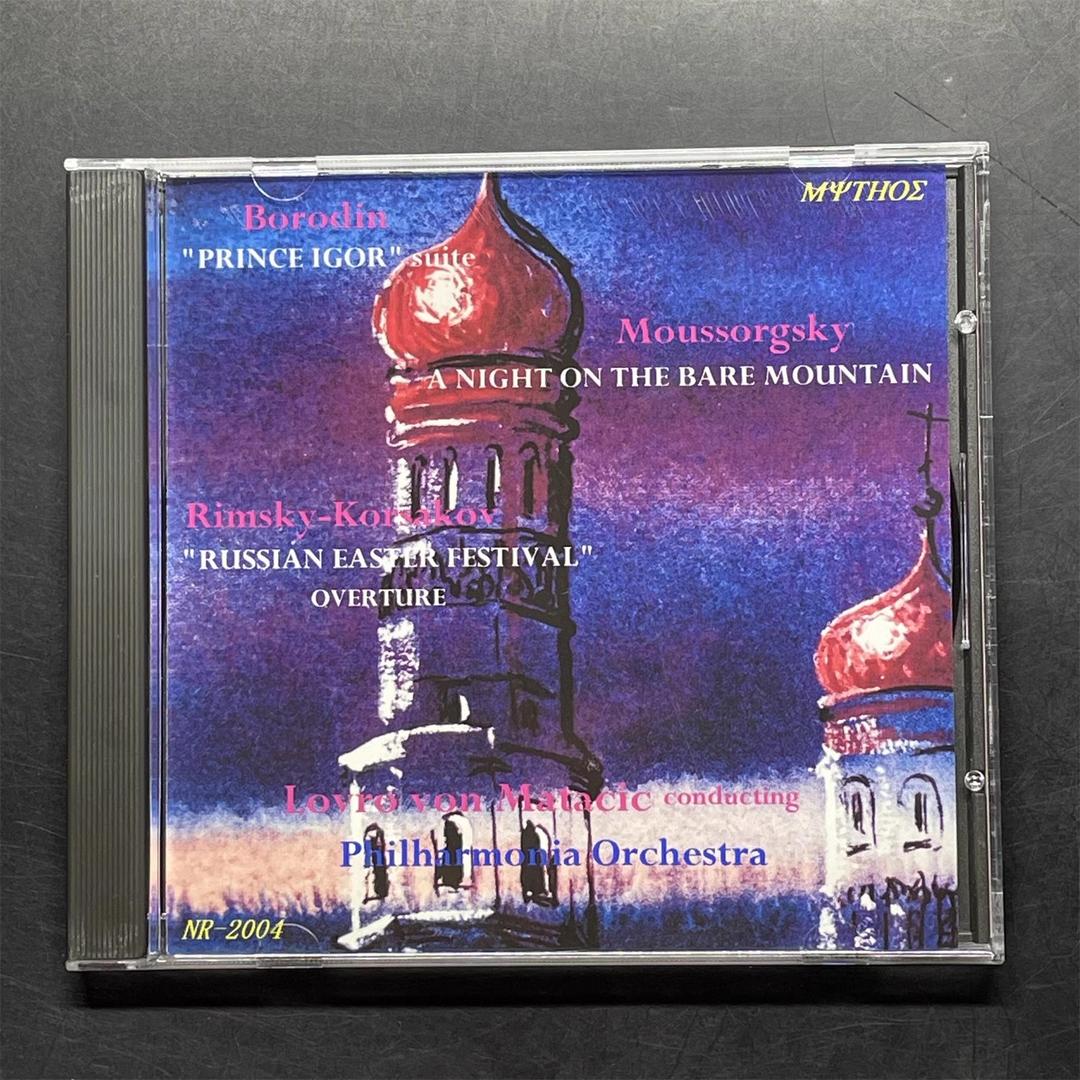 ΜΨTHOΣ
Borodin
"PRINCE IGOR" suite
Moussorgsky
A NIGHT ON THE BARE MOUNTAIN
Rimsky-Korsakov
"RUSSIAN EASTER FESTIVAL"
OVERTURE
Lovro von Matacic conducting
Philharmonia Orchestra
NR-2004